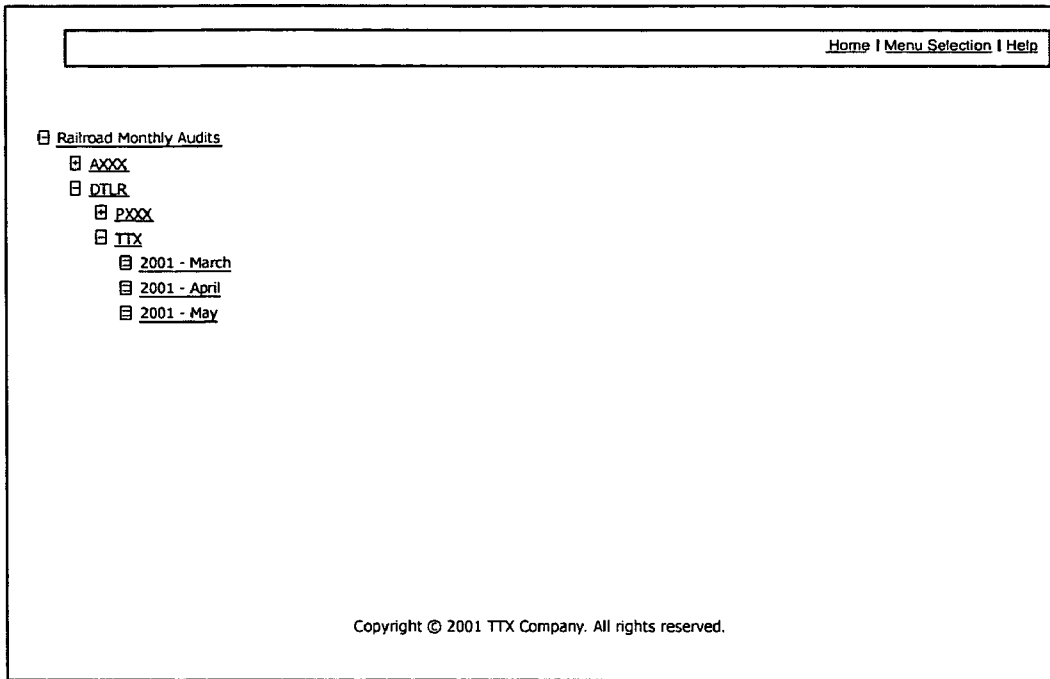 Home | Menu Selection | Help
Railroad Monthly Audits
AXXX
DTLR
PXXX
TTX
2001 - March
2001 - April
2001 - May
Copyright © 2001 TTX Company. All rights reserved.